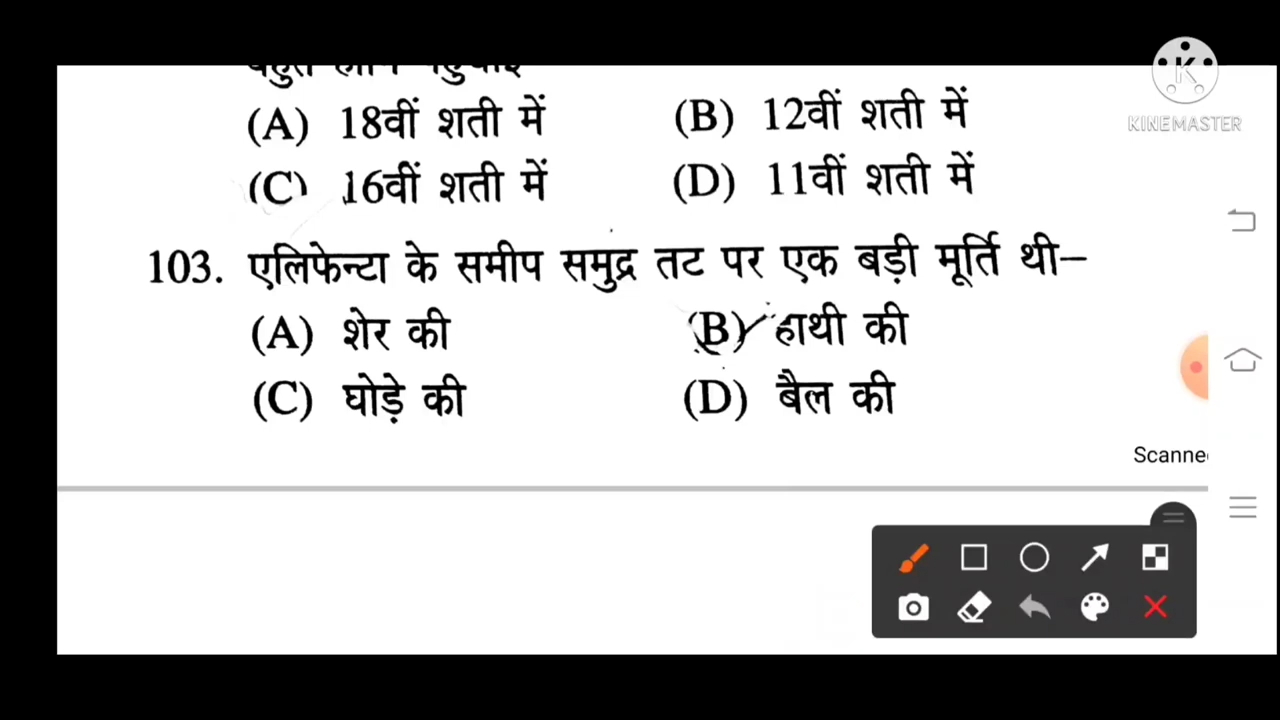 KINEMASTER
(A) 18वीं शती में (B) 12वीं शती में
(C) 16वीं शती में (D) 11वीं शती में
103. एलिफेन्टा के समीप समुद्र तट पर एक बड़ी मूर्ति थी–
(A) शेर की (B) हाथी की
(C) घोड़े की (D) बैल की
Scanne